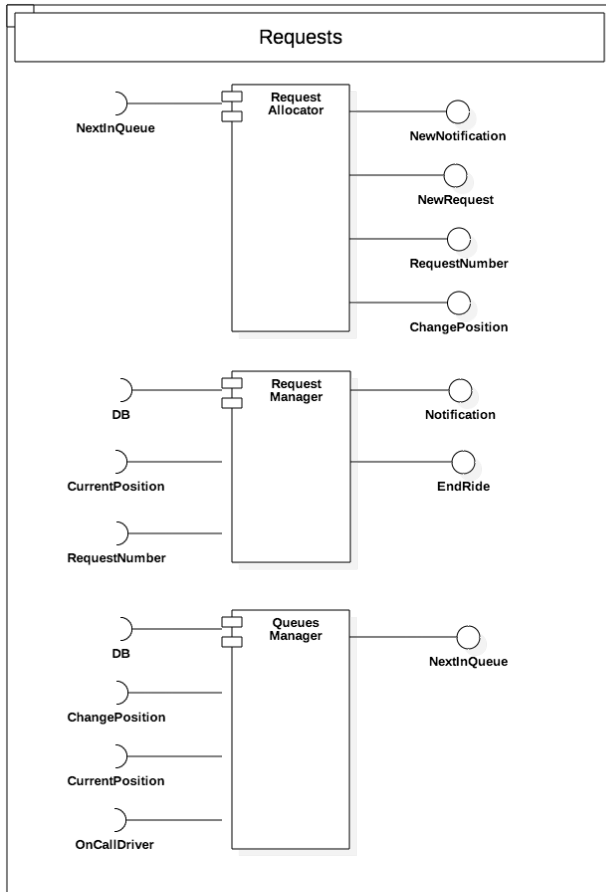 Requests
Request
Allocator
NextInQueue
NewNotification
NewRequest
RequestNumber
ChangePosition
Request
Manager
DB
Notification
CurrentPosition
EndRide
RequestNumber
Queues
Manager
DB
NextInQueue
ChangePosition
CurrentPosition
OnCallDriver